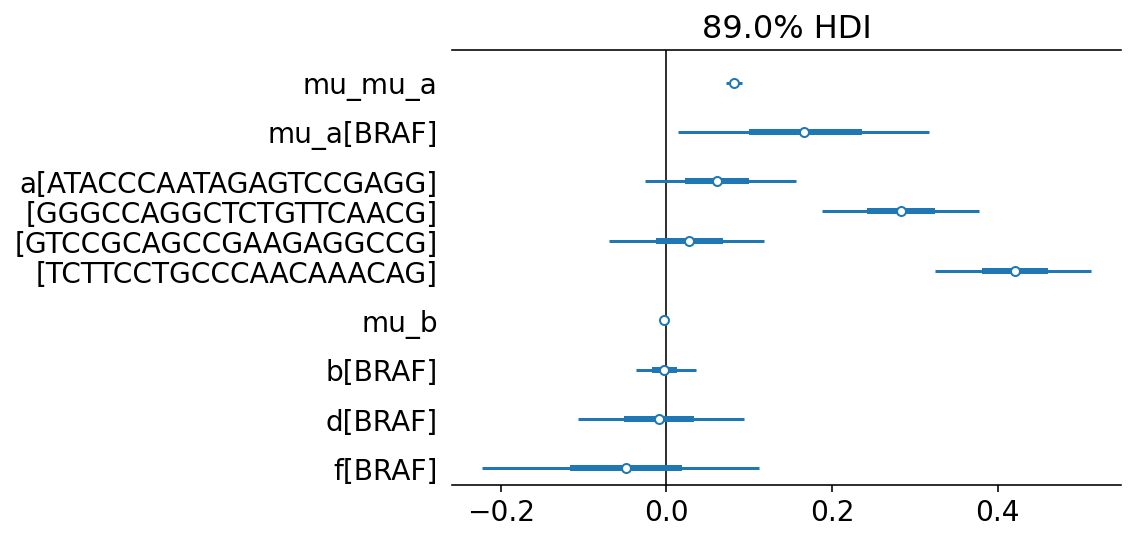 89.0% HDI
mu_mu_a
mu_a[BRAF]
a[ATACCCAATAGAGTCCGAGG]
[GGGCCAGGCTCTGTTCAACG]
[GTCCGCAGCCGAAGAGGCCG]
[TCTTCCTGCCCAACAAACAG]
mu_b
b[BRAF]
d[BRAF]
f[BRAF]
−0.2 0.0 0.2 0.4